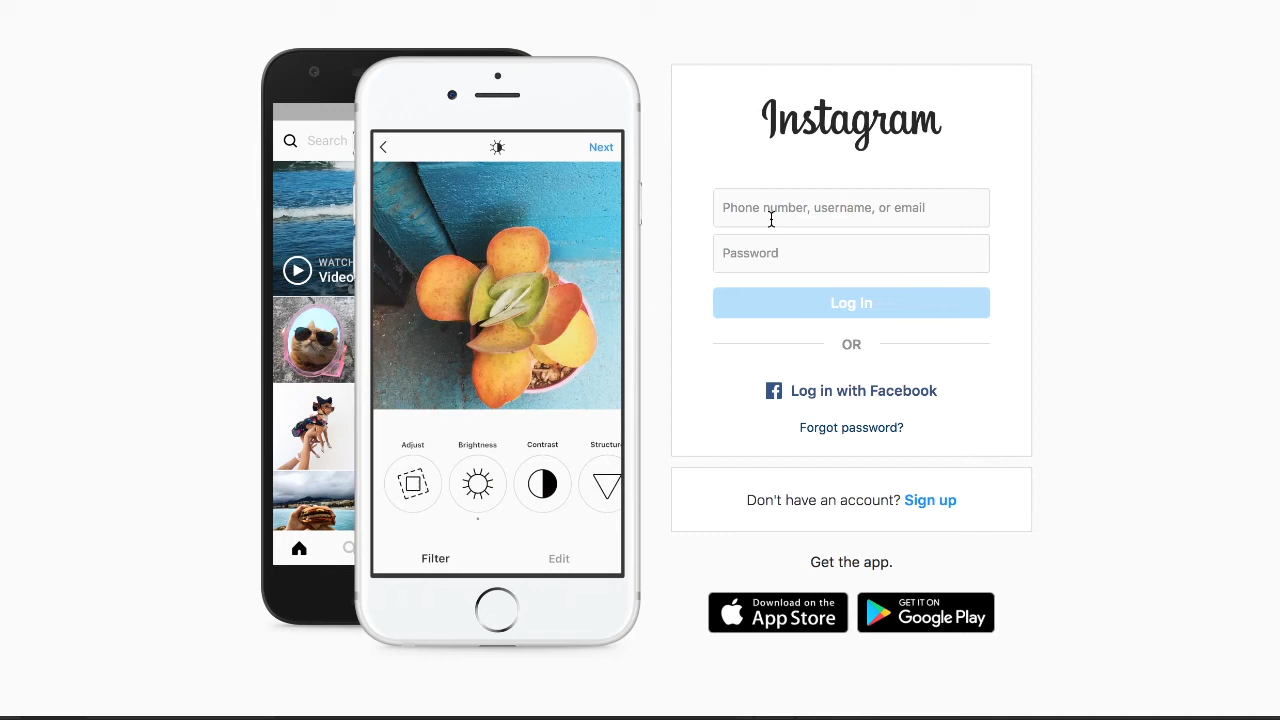 Search
WATCH
Video
Next
Adjust
Brightness
Contrast
Structur
Filter
Edit
Instagram
Phone number, username, or email
Password
Log In
OR
Log in with Facebook
Forgot password?
Don't have an account? Sign up
Get the app.
Download on the
App Store
GET IT ON
Google Play